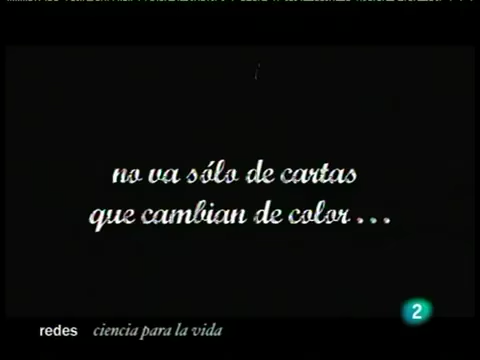 no va sólo de cartas
que cambian de color...
2
redes ciencia para la vida